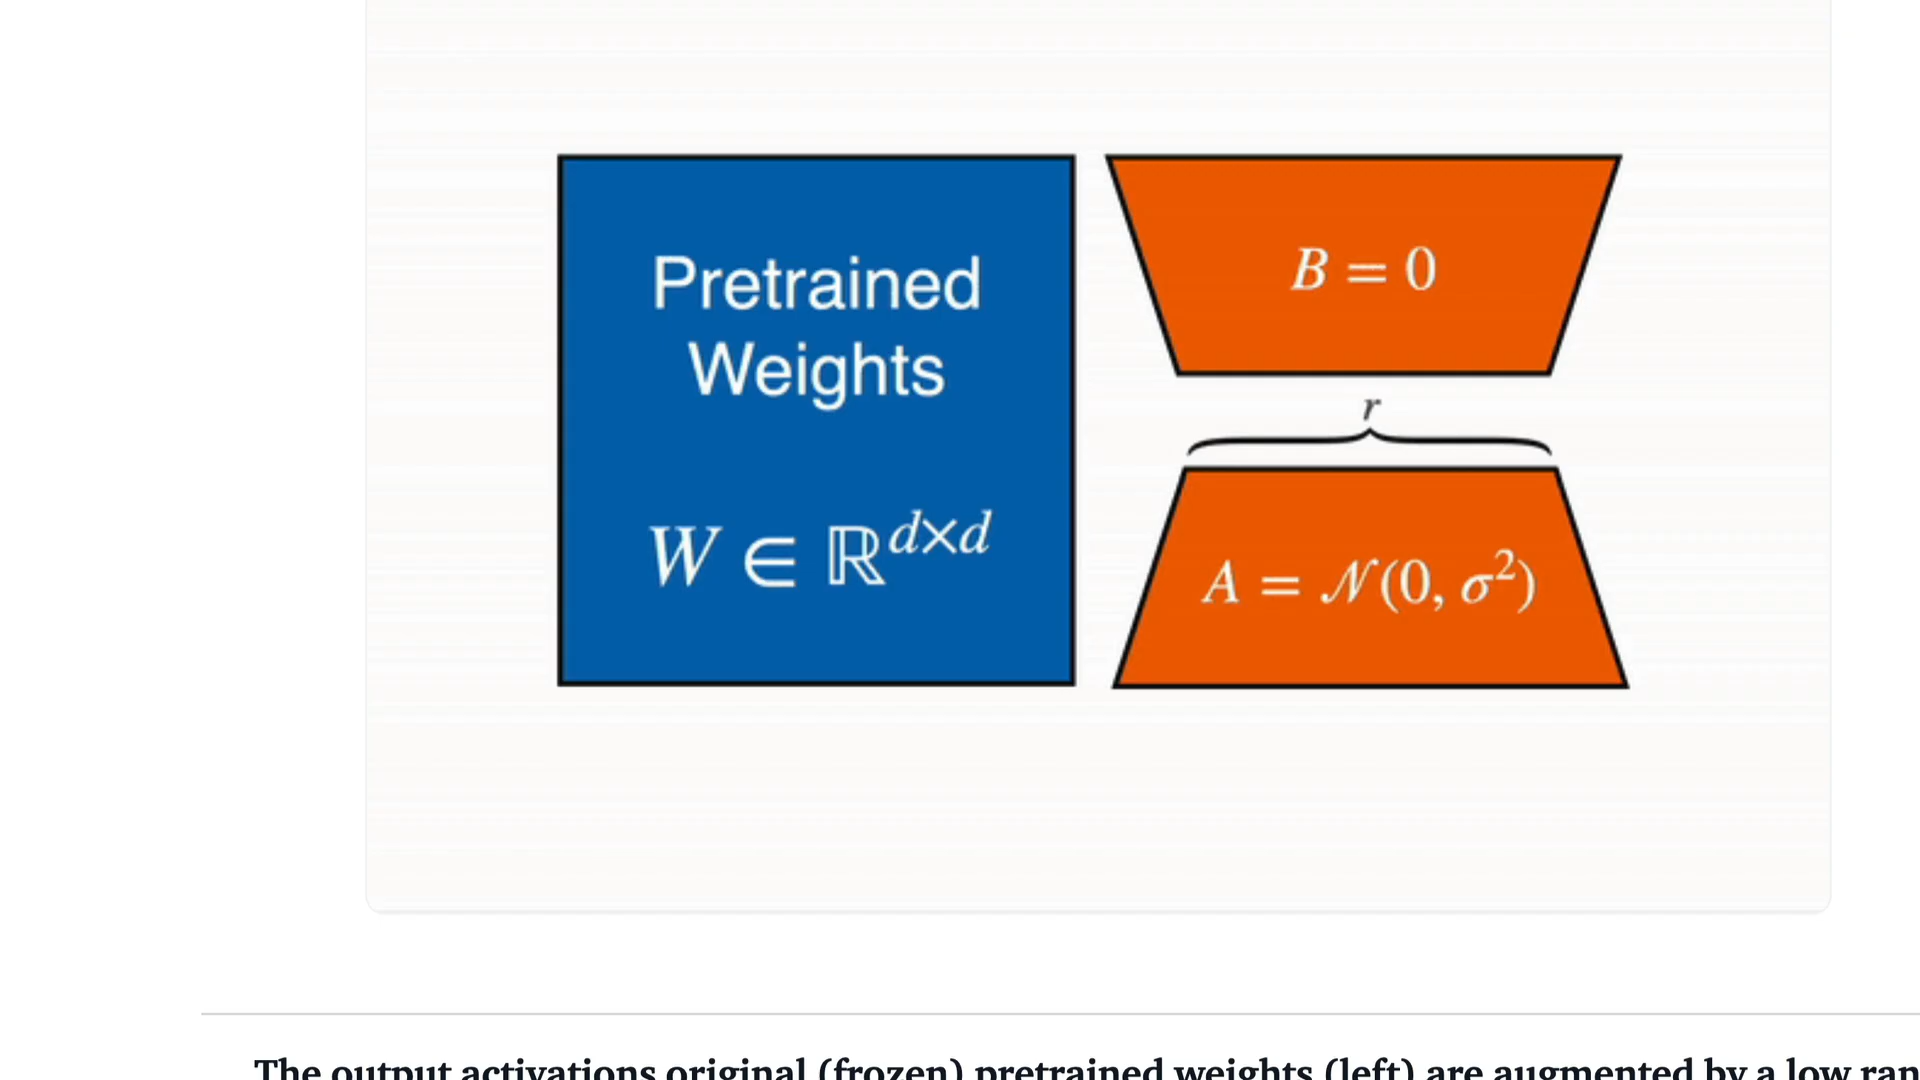 Pretrained
Weights
W ∈ ℝ^{d×d}
B = 0
r
A = 𝒩(0, σ²)
The output activations original (frozen) pretrained weights (left) are augmented by a low ran